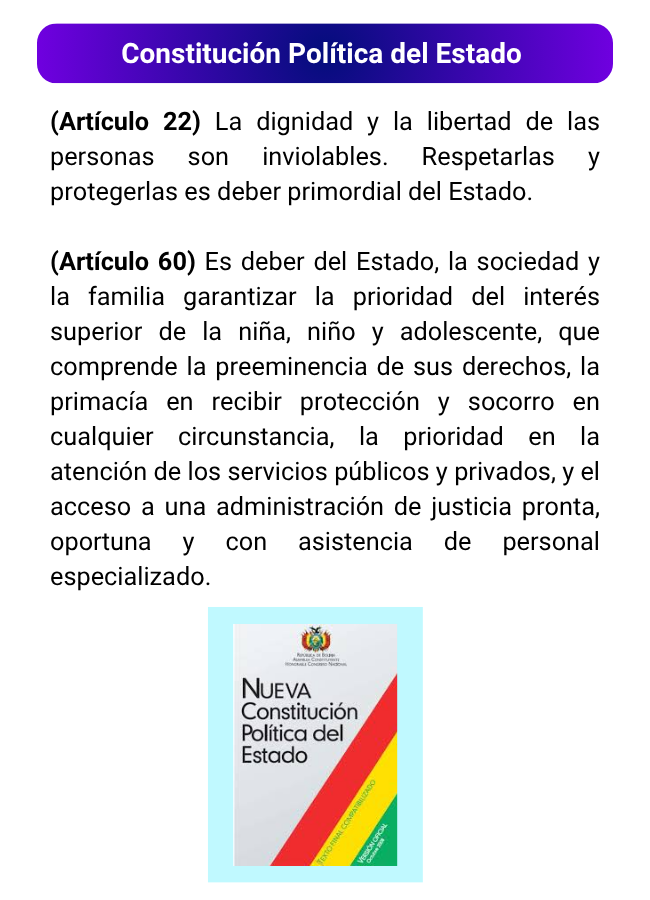 Constitución Política del Estado
(Artículo 22) La dignidad y la libertad de las
personas son inviolables. Respetarlas y
protegerlas es deber primordial del Estado.
(Artículo 60) Es deber del Estado, la sociedad y
la familia garantizar la prioridad del interés
superior de la niña, niño y adolescente, que
comprende la preeminencia de sus derechos, la
primacía en recibir protección y socorro en
cualquier circunstancia, la prioridad en la
atención de los servicios públicos y privados, y el
acceso a una administración de justicia pronta,
oportuna y con asistencia de personal
especializado.
República de Bolivia
Asamblea Constituyente
Honorable Congreso Nacional
Nueva
Constitución
Política del
Estado
Texto final compatibilizado
Versión oficial
Octubre 2008